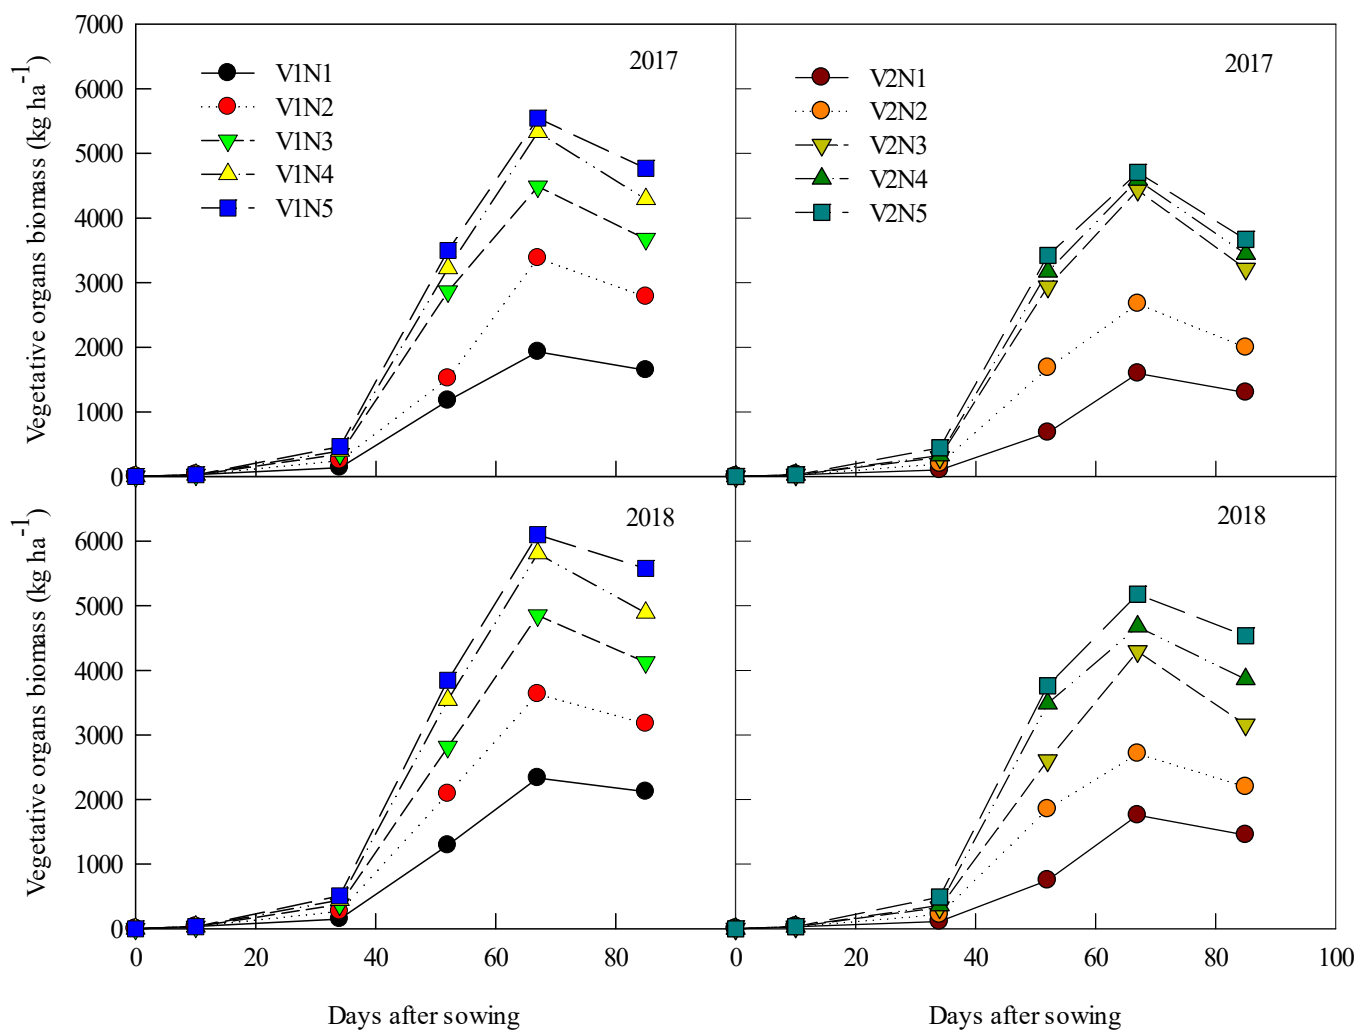 7000
6000
5000
4000
3000
2000
1000
0
Vegetative organs biomass (kg ha-1)
2017
V1N1
V1N2
V1N3
V1N4
V1N5
2017
V2N1
V2N2
V2N3
V2N4
V2N5
6000
5000
4000
3000
2000
1000
0
Vegetative organs biomass (kg ha-1)
2018
2018
0 20 40 60 80 0 20 40 60 80 100
Days after sowing Days after sowing